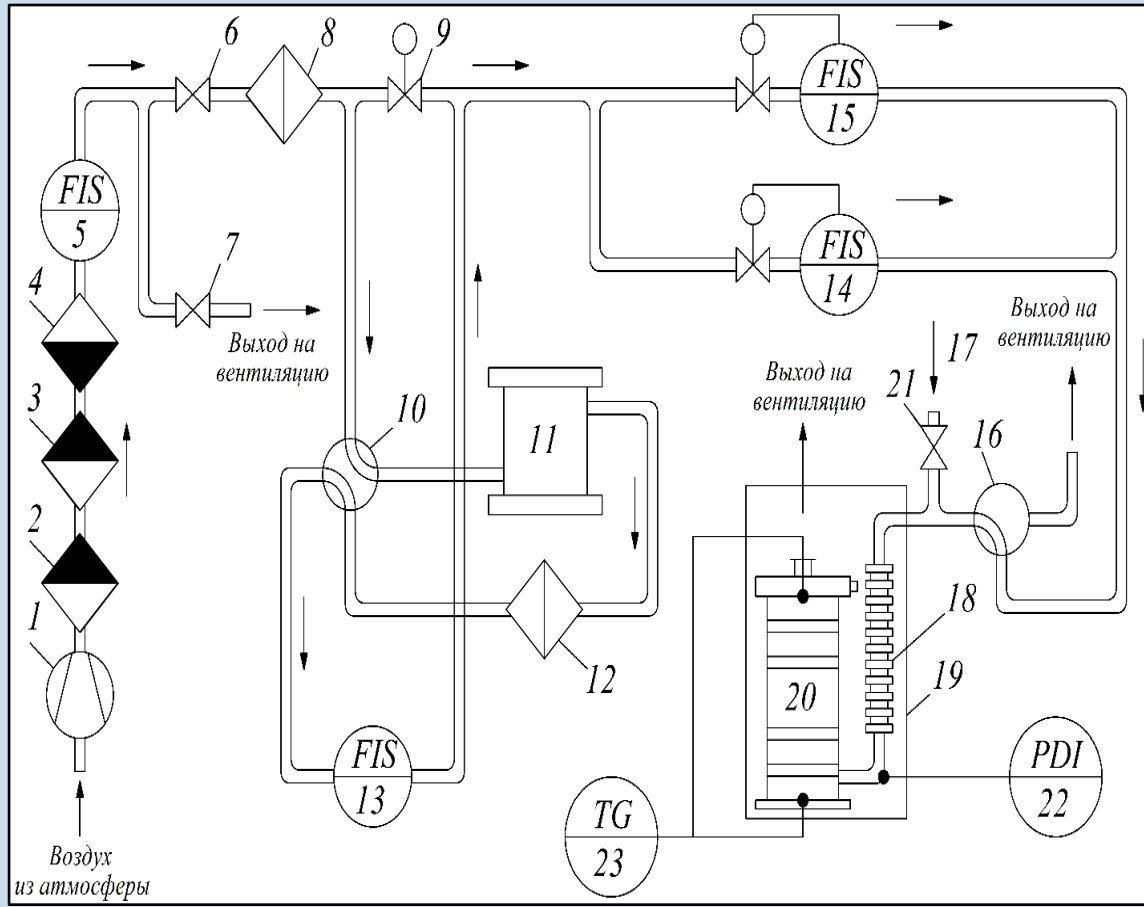 6
8
9
FIS
15
FIS
5
FIS
14
7
4
Выход на
вентиляцию
Выход на
вентиляцию
17
Выход на
вентиляцию
21
3
10
16
11
2
18
1
12
19
20
FIS
13
PDI
22
TG
23
Воздух
из атмосферы